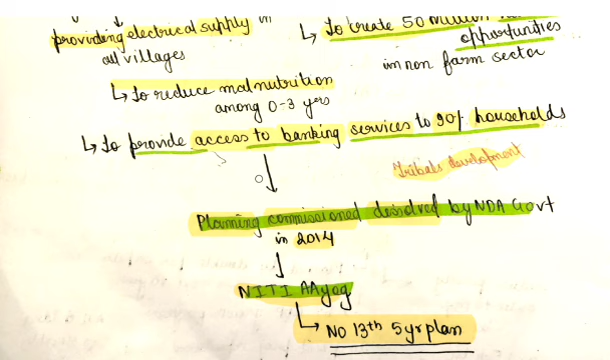 providing electrical supply in
all villages
↳ To create 50 million
opportunities
in non farm sector
↳ to reduce malnutrition
among 0-3 yrs
↳ to provide access to banking services to 90% households
Tribals development
Planning commissioned dissolved by NDA Govt
in 2014
↓
NITI AAyog
↳ No 13th 5yr plan